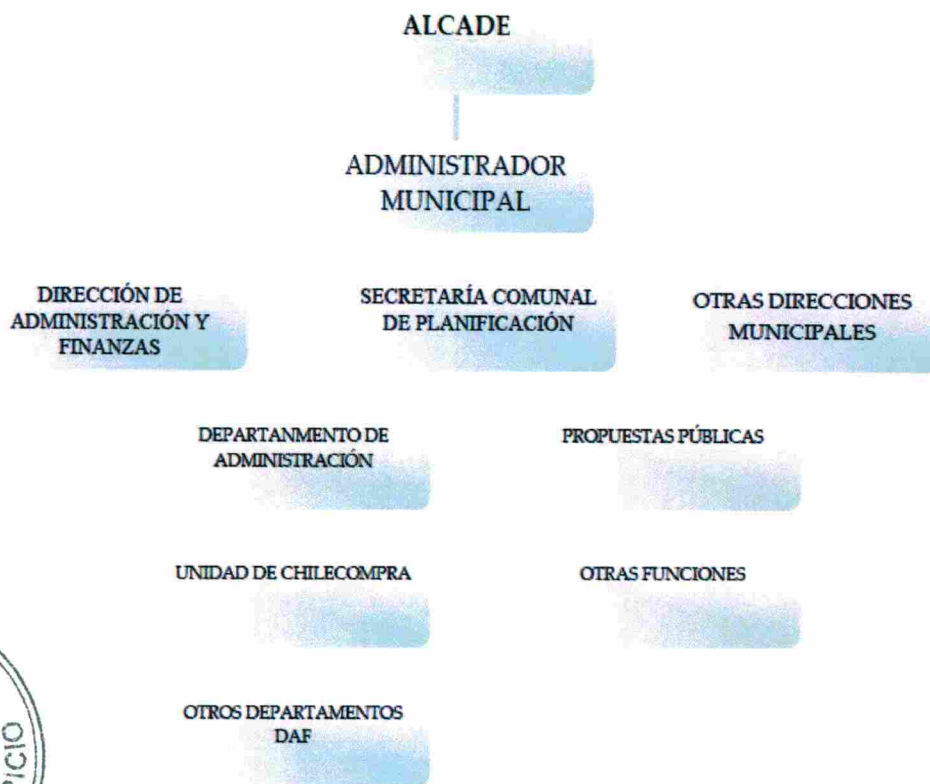 ALCADE
ADMINISTRADOR
MUNICIPAL
DIRECCIÓN DE
ADMINISTRACIÓN Y
FINANZAS
SECRETARÍA COMUNAL
DE PLANIFICACIÓN
OTRAS DIRECCIONES
MUNICIPALES
DEPARTANMENTO DE
ADMINISTRACIÓN
PROPUESTAS PÚBLICAS
UNIDAD DE CHILECOMPRA
OTRAS FUNCIONES
OTROS DEPARTAMENTOS
DAF